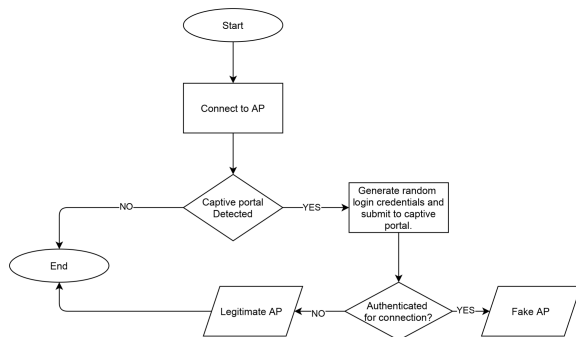 Start
Connect to AP
Captive portal
Detected
NO
YES
Generate random
login credentials and
submit to captive
portal.
End
Legitimate AP
NO
Authenticated
for connection?
YES
Fake AP